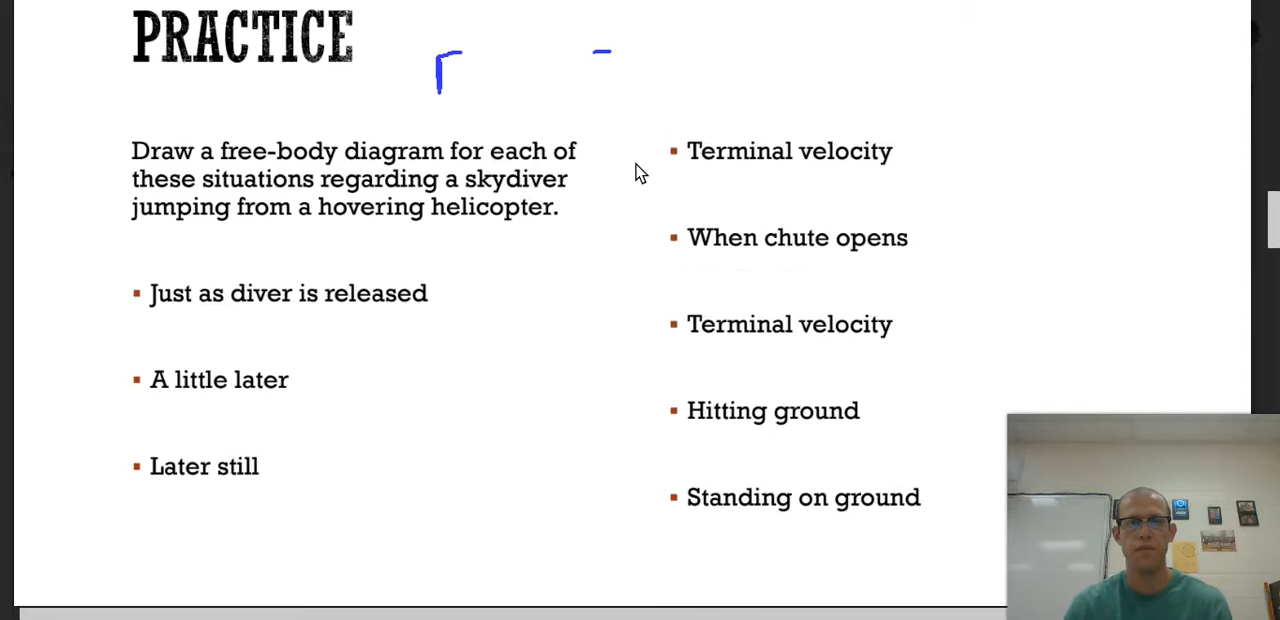 PRACTICE
Draw a free-body diagram for each of
these situations regarding a skydiver
jumping from a hovering helicopter.
▪ Just as diver is released
▪ A little later
▪ Later still
▪ Terminal velocity
▪ When chute opens
▪ Terminal velocity
▪ Hitting ground
▪ Standing on ground